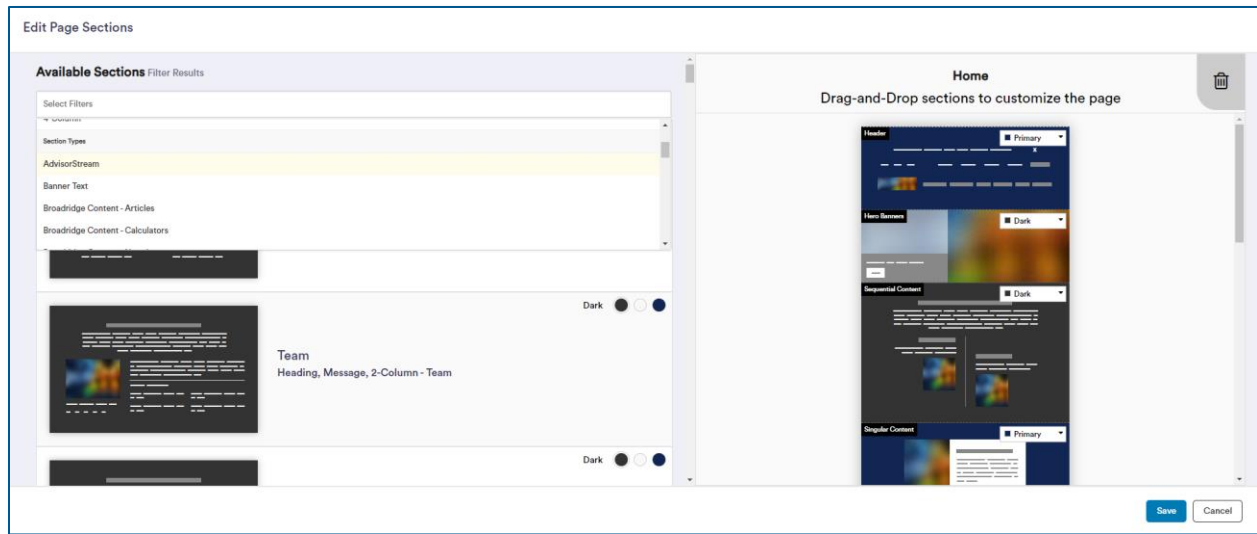 Edit Page Sections
Available Sections Filter Results
Select Filters
4 Column
Section Types
AdvisorStream
Banner Text
Broadridge Content - Articles
Broadridge Content - Calculators
Dark
Team
Heading, Message, 2-Column - Team
Dark
Home
Drag-and-Drop sections to customize the page
Header
Primary
x
Hero Banners
Dark
Sequential Content
Dark
Singular Content
Primary
Save
Cancel